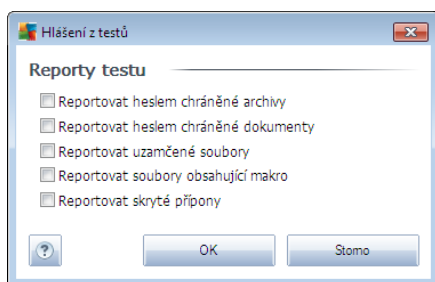 Hlášení z testů
Reporty testu
Reportovat heslem chráněné archivy
Reportovat heslem chráněné dokumenty
Reportovat uzamčené soubory
Reportovat soubory obsahující makro
Reportovat skryté přípony
?
OK
Storno